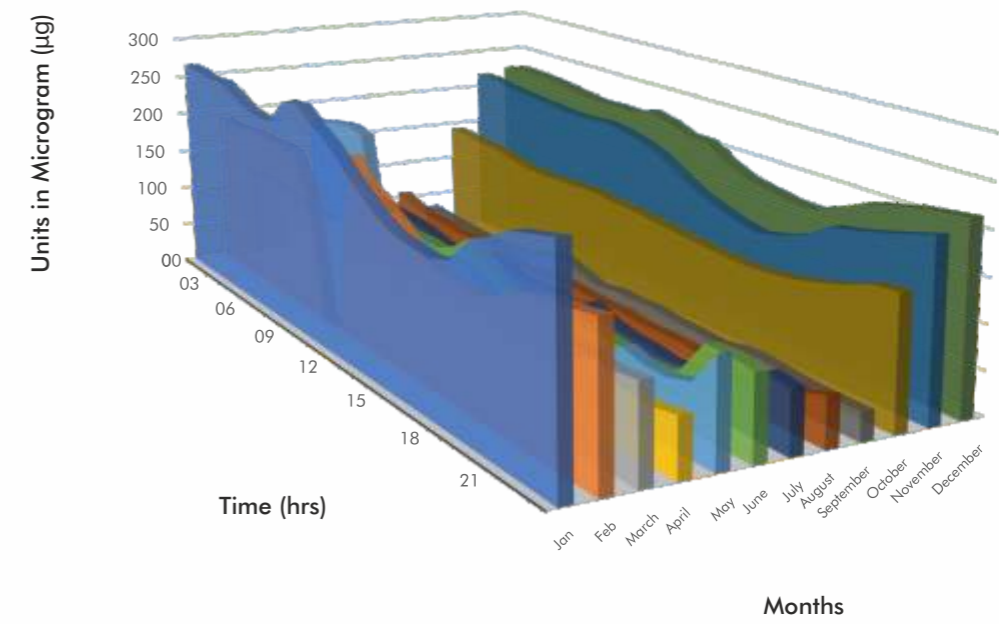 Units in Microgram (µg)
300
250
200
150
100
50
00
03
06
09
12
15
18
21
Time (hrs)
Jan
Feb
March
April
May
June
July
August
September
October
November
December
Months